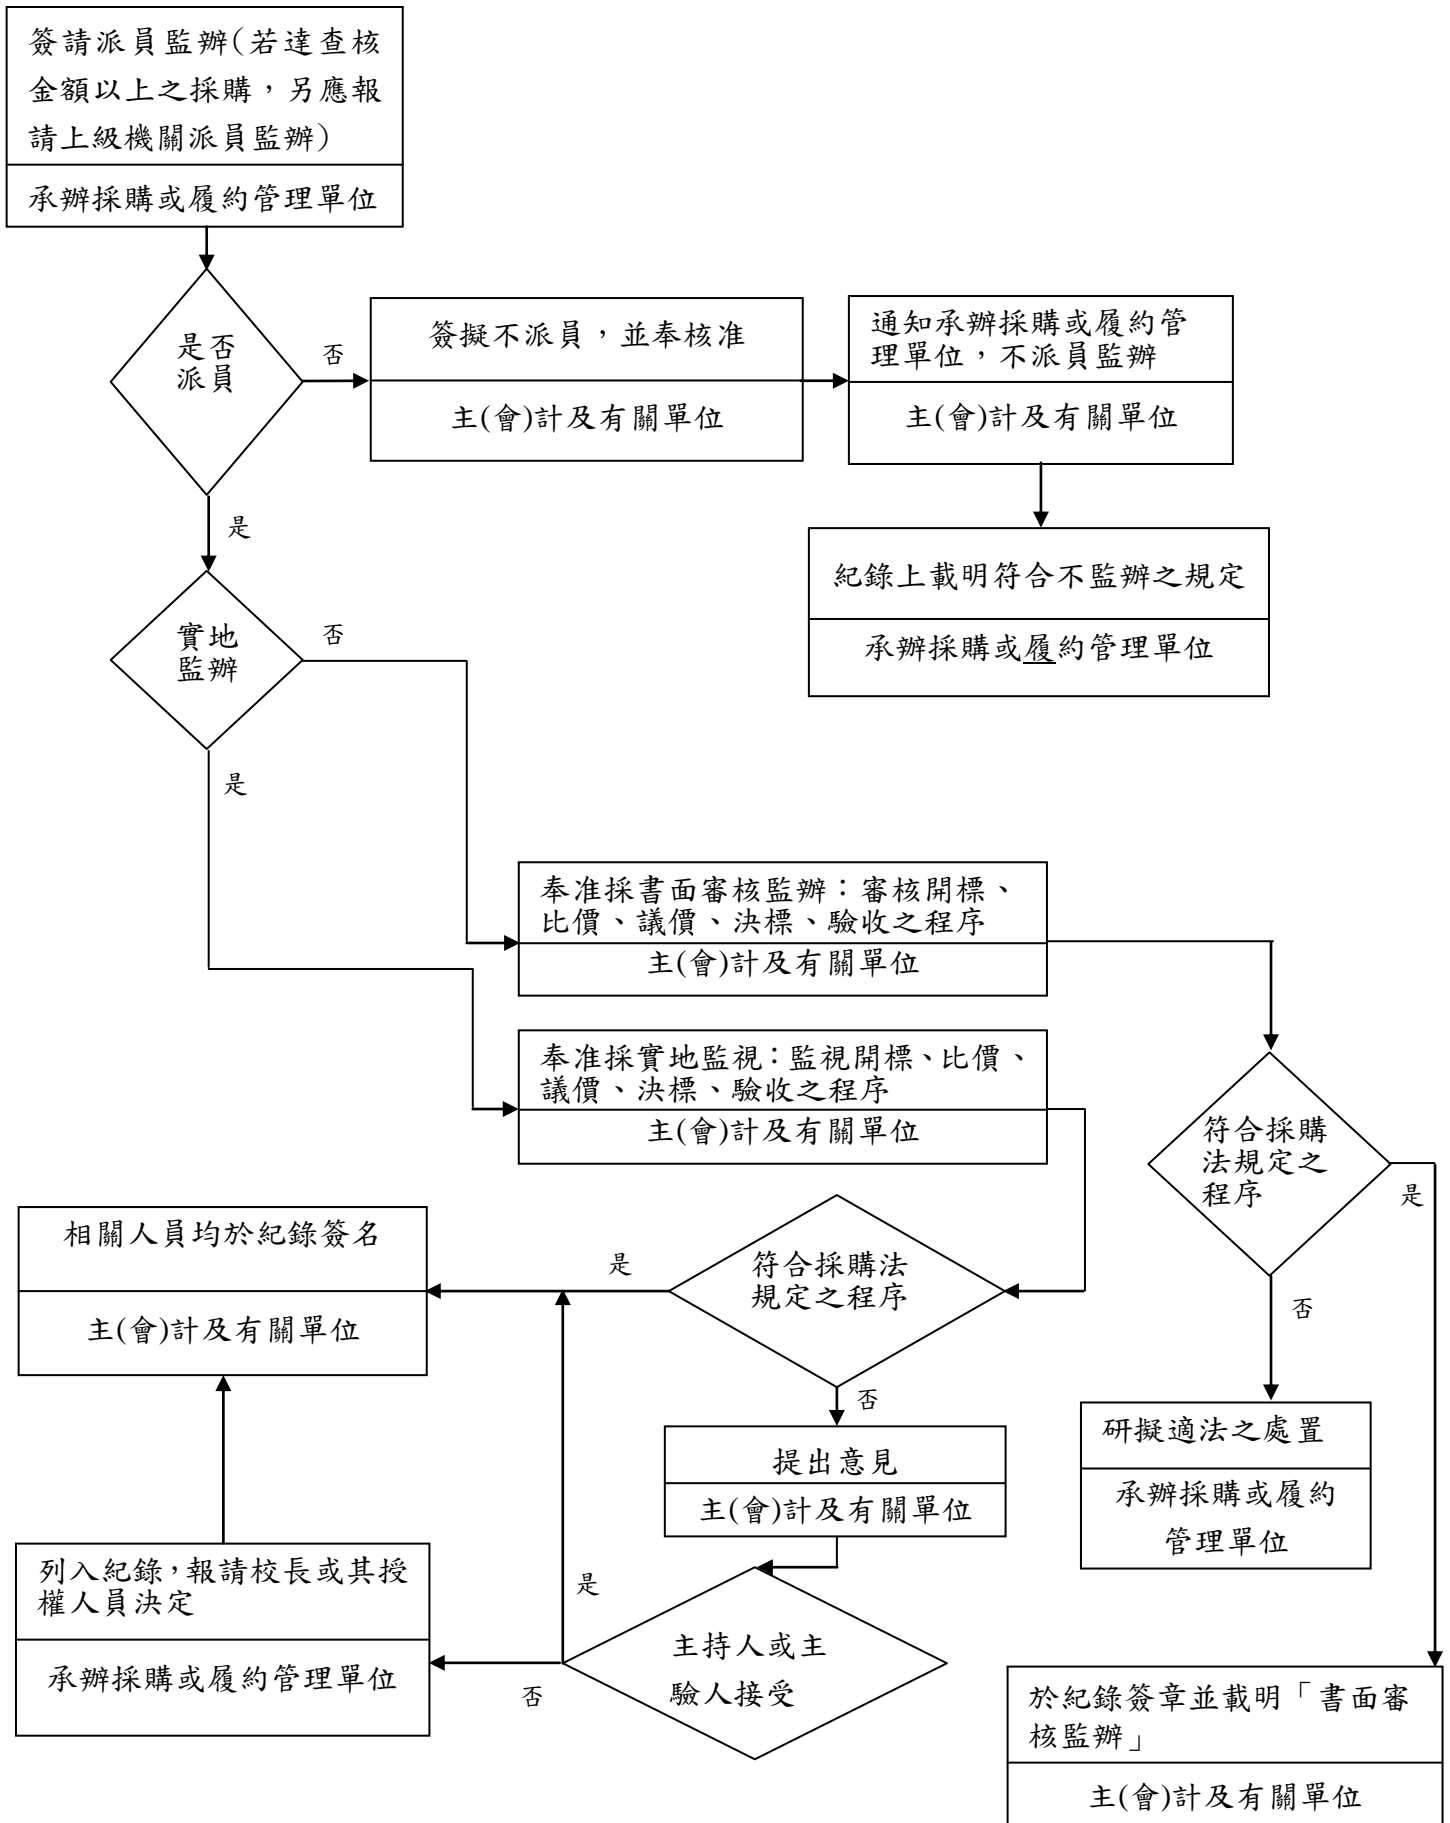 簽請派員監辦(若達查核
金額以上之採購，另應報
請上級機關派員監辦)
承辦採購或履約管理單位
是否
派員
否
簽擬不派員，並奉核准
主(會)計及有關單位
通知承辦採購或履約管
理單位，不派員監辦
主(會)計及有關單位
是
紀錄上載明符合不監辦之規定
承辦採購或履約管理單位
實地
監辦
否
是
奉准採書面審核監辦：審核開標、
比價、議價、決標、驗收之程序
主(會)計及有關單位
奉准採實地監視：監視開標、比價、
議價、決標、驗收之程序
主(會)計及有關單位
符合採購
法規定之
程序
是
否
相關人員均於紀錄簽名
主(會)計及有關單位
是
符合採購法
規定之程序
否
提出意見
主(會)計及有關單位
研擬適法之處置
承辦採購或履約
管理單位
列入紀錄，報請校長或其授
權人員決定
承辦採購或履約管理單位
是
否
主持人或主
驗人接受
於紀錄簽章並載明「書面審
核監辦」
主(會)計及有關單位